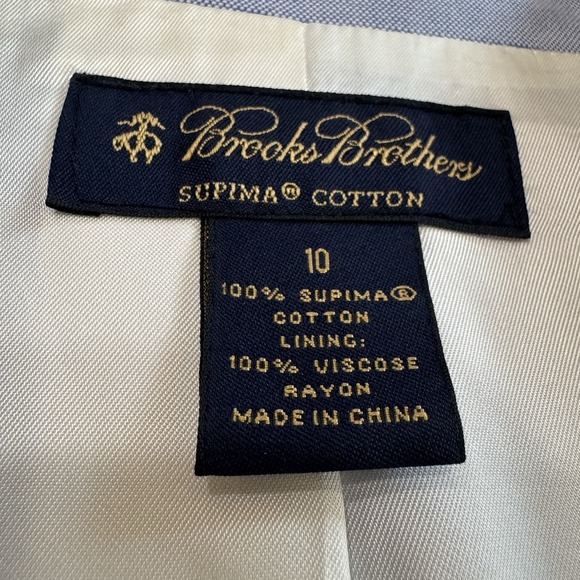 Brooks Brothers
SUPIMA® COTTON
10
100% SUPIMA®
COTTON
LINING:
100% VISCOSE
RAYON
MADE IN CHINA